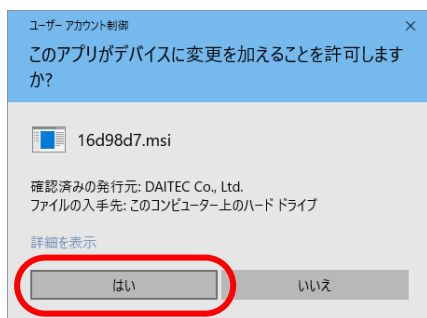 ユーザー アカウント制御
このアプリがデバイスに変更を加えることを許可します
か?
16d98d7.msi
確認済みの発行元: DAITEC Co., Ltd.
ファイルの入手先: このコンピューター上のハード ドライブ
詳細を表示
はい
いいえ